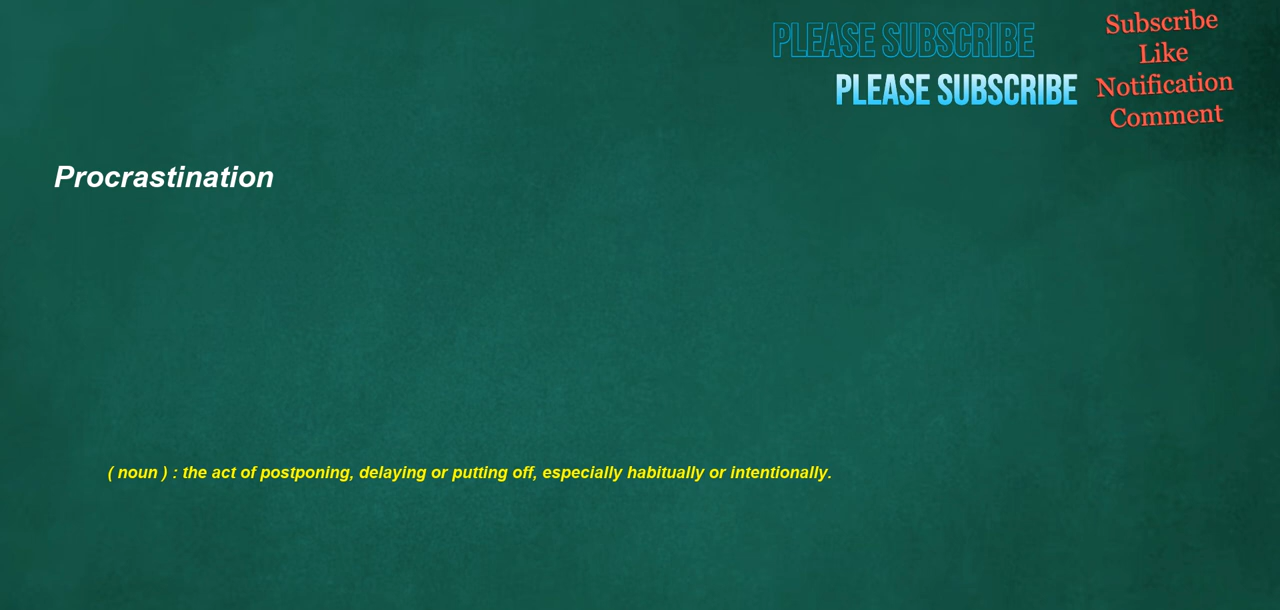 PLEASE SUBSCRIBE
PLEASE SUBSCRIBE
Subscribe
Like
Notification
Comment
Procrastination
( noun ) : the act of postponing, delaying or putting off, especially habitually or intentionally.